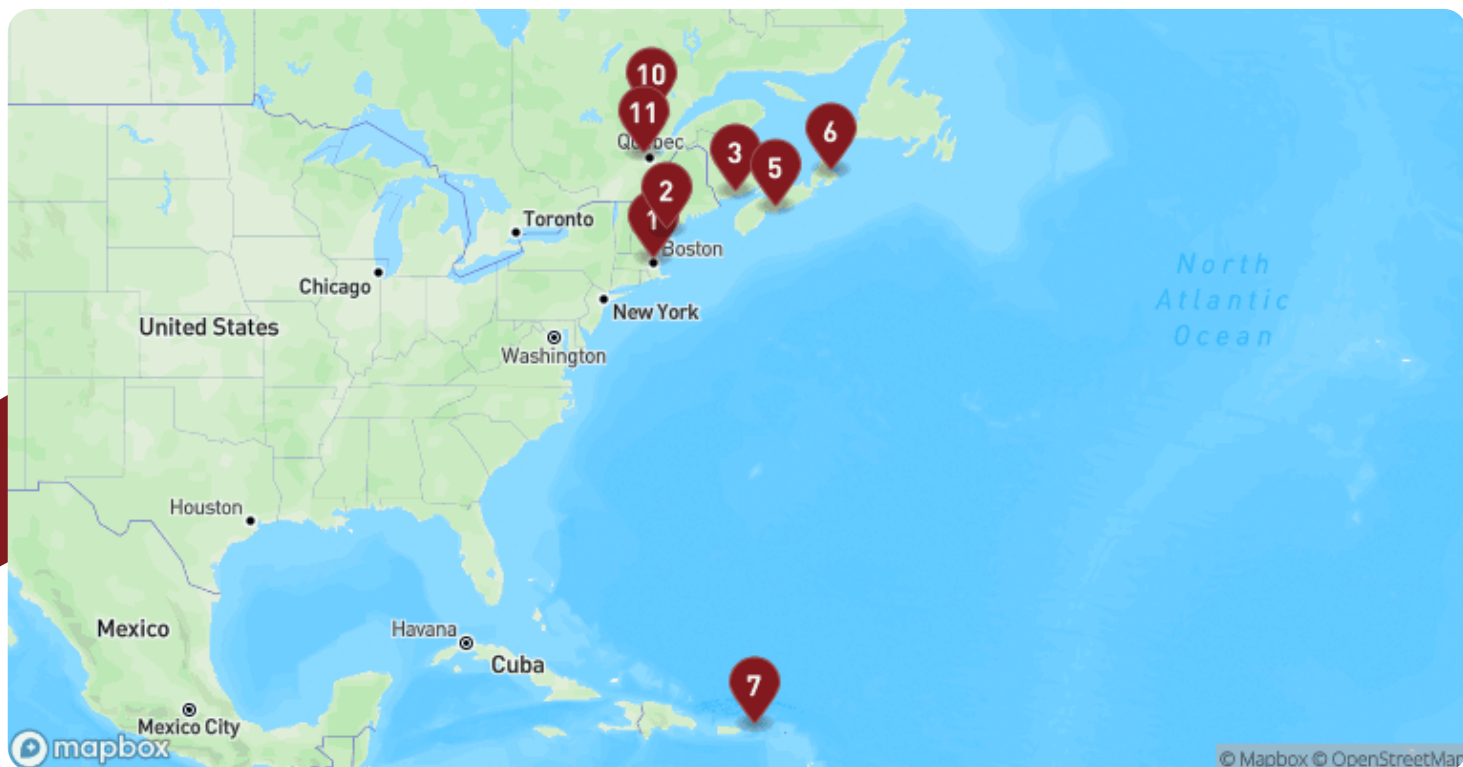 10
11
Quebec
6
3
5
2
1
Toronto
Boston
Chicago
New York
United States
Washington
North
Atlantic
Ocean
Houston
Mexico
Havana
Cuba
7
Mexico City
mapbox
© Mapbox © OpenStreetMap